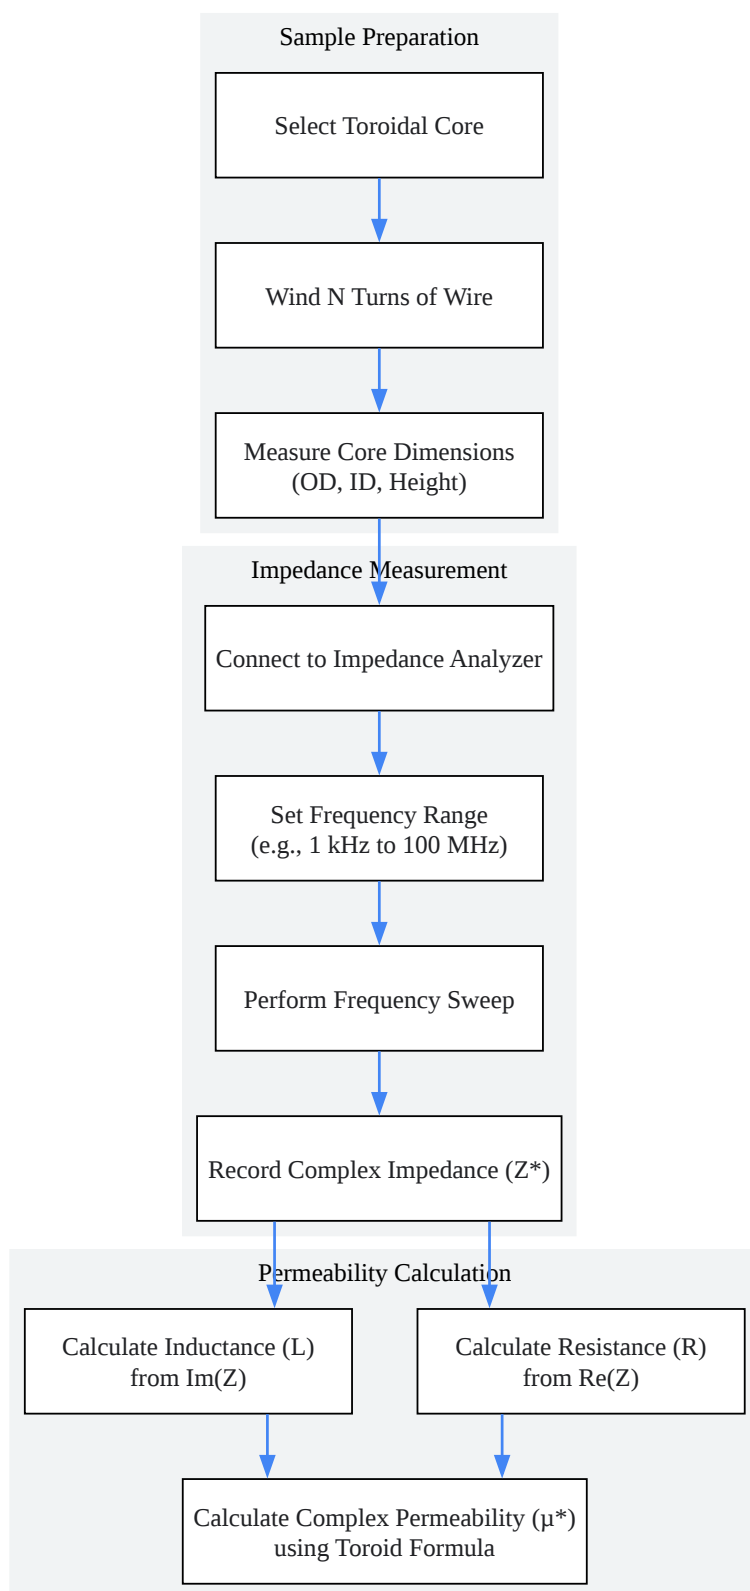 Sample Preparation
Select Toroidal Core
Wind N Turns of Wire
Measure Core Dimensions
(OD, ID, Height)
Impedance Measurement
Connect to Impedance Analyzer
Set Frequency Range
(e.g., 1 kHz to 100 MHz)
Perform Frequency Sweep
Record Complex Impedance (Z*)
Permeability Calculation
Calculate Inductance (L)
from Im(Z)
Calculate Resistance (R)
from Re(Z)
Calculate Complex Permeability (µ*)
using Toroid Formula